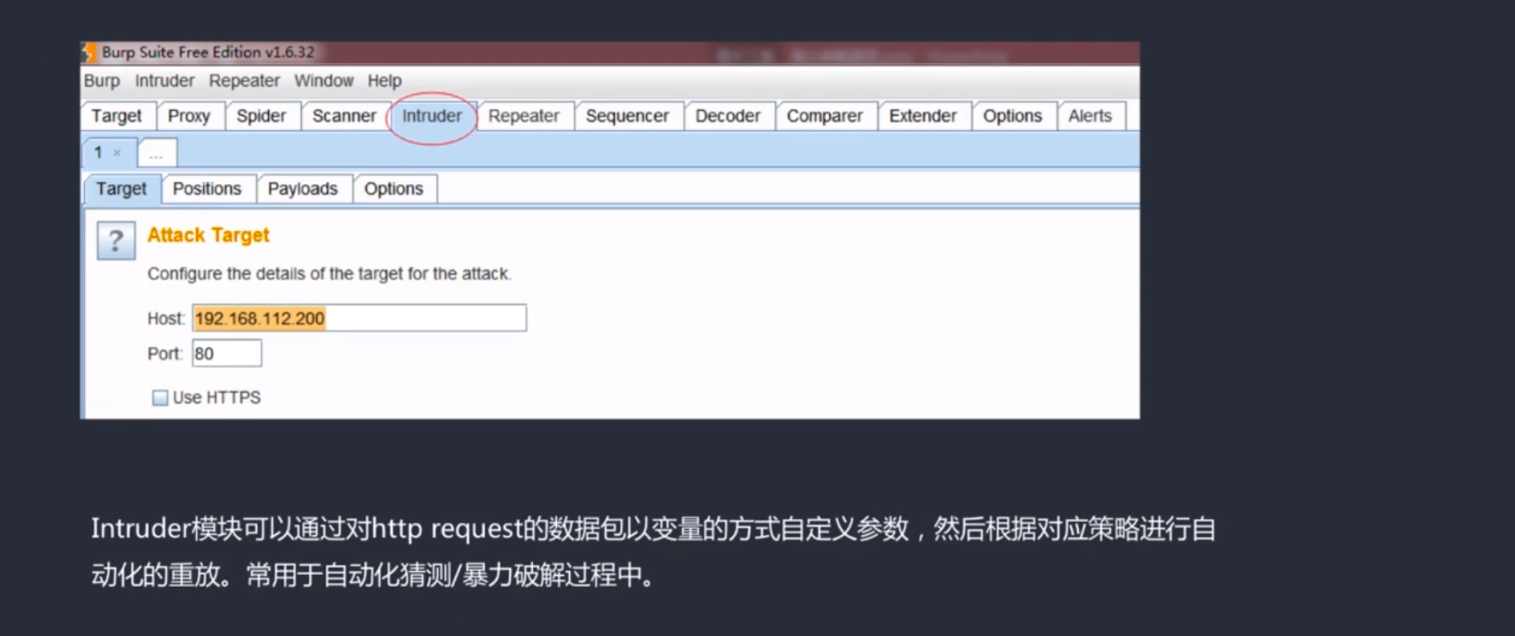 Burp Suite Free Edition v1.6.32
Burp Intruder Repeater Window Help
Target Proxy Spider Scanner Intruder Repeater Sequencer Decoder Comparer Extender Options Alerts
1 × ...
Target Positions Payloads Options
? Attack Target
Configure the details of the target for the attack.
Host: 192.168.112.200
Port: 80
Use HTTPS
Intruder模块可以通过对http request的数据包以变量的方式自定义参数，然后根据对应策略进行自
动化的重放。常用于自动化猜测/暴力破解过程中。